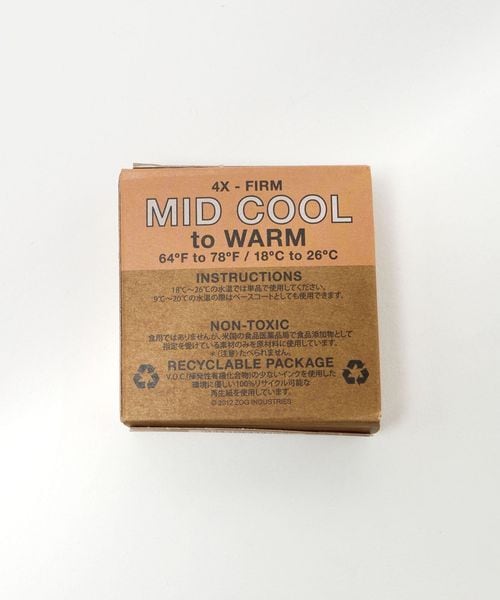 4X - FIRM
MID COOL
to WARM
64°F to 78°F / 18°C to 26°C
INSTRUCTIONS
18℃～26℃の水温では単品で使用してください。
9℃～20℃の水温の際はベースコートとしても使用できます。
NON-TOXIC
食用ではありませんが、米国の食品医薬品局で食品添加物として
指定を受けている素材のみを原材料に使用しています。
*（注意）たべられません。
RECYCLABLE PACKAGE
V.O.C.（揮発性有機化合物）の少ないインクを使用した
環境に優しい100%リサイクル可能な
再生紙を使用しています。
© 2012 ZOG INDUSTRIES